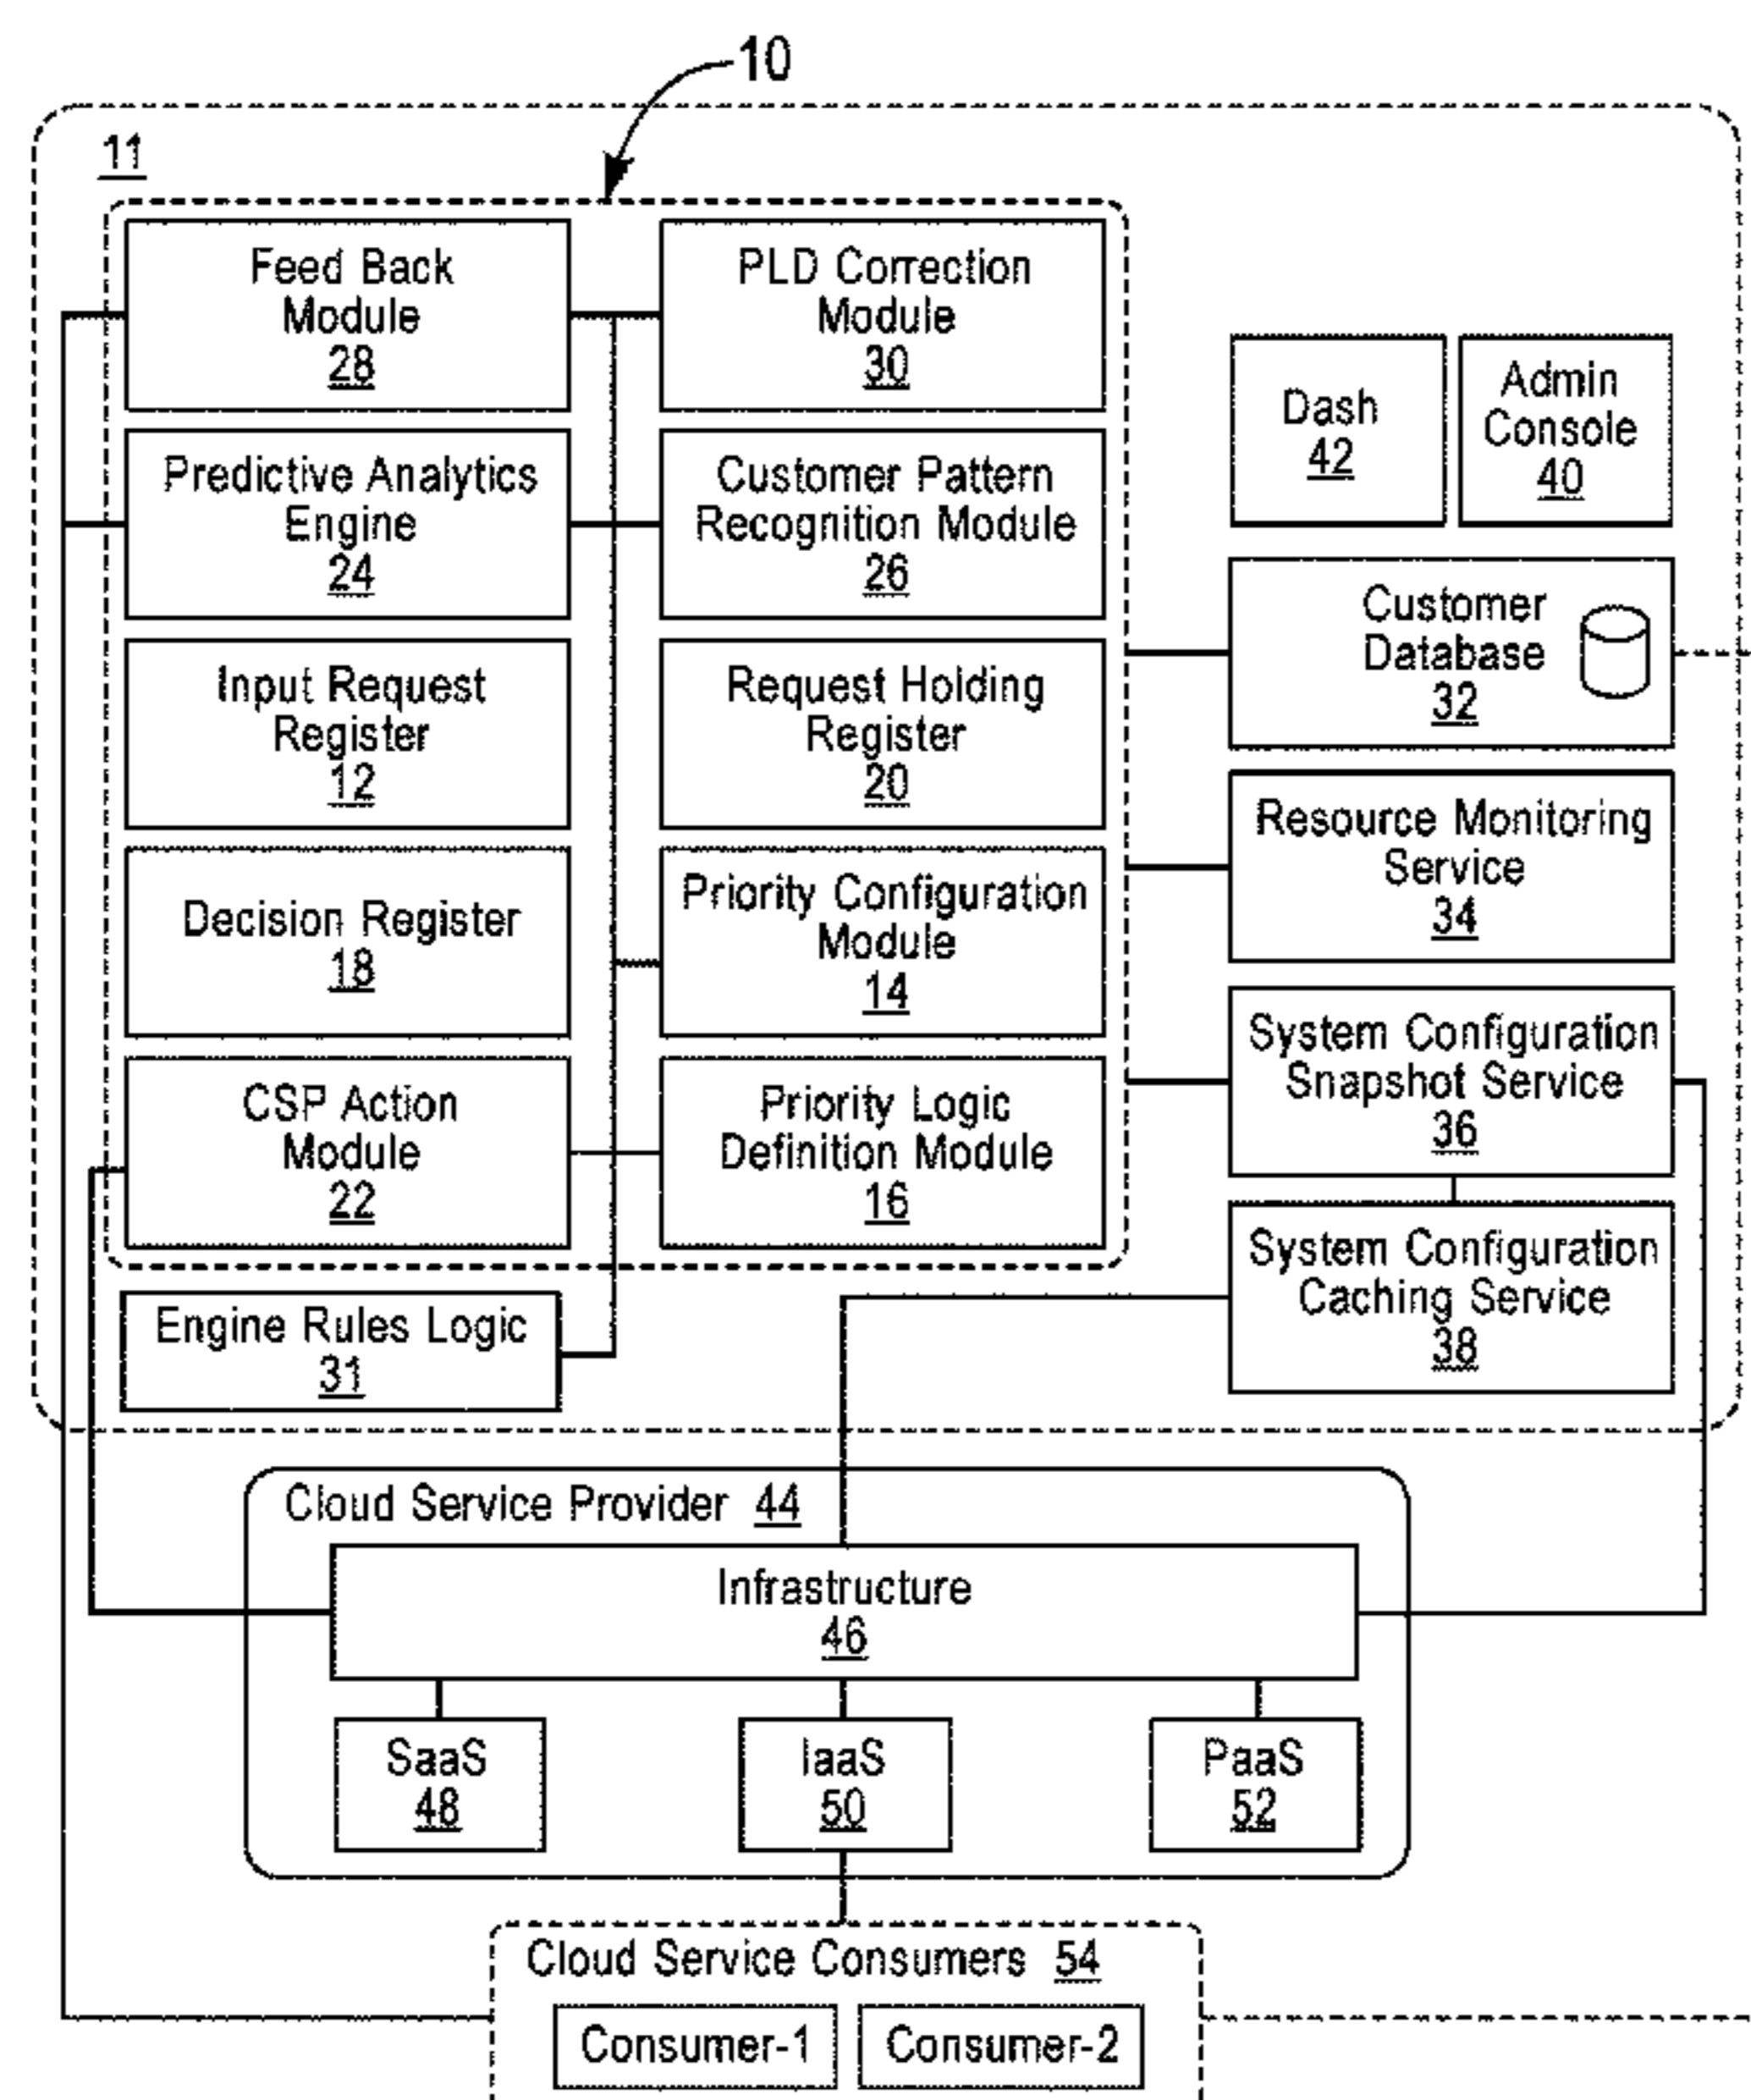 10
11
Feed Back
Module
28
PLD Correction
Module
30
Dash
42
Admin
Console
40
Predictive Analytics
Engine
24
Customer Pattern
Recognition Module
26
Customer
Database
32
Input Request
Register
12
Request Holding
Register
20
Resource Monitoring
Service
34
Decision Register
18
Priority Configuration
Module
14
System Configuration
Snapshot Service
36
CSP Action
Module
22
Priority Logic
Definition Module
16
System Configuration
Caching Service
38
Engine Rules Logic
31
Cloud Service Provider 44
Infrastructure
46
SaaS
48
IaaS
50
PaaS
52
Cloud Service Consumers 54
Consumer-1
Consumer-2